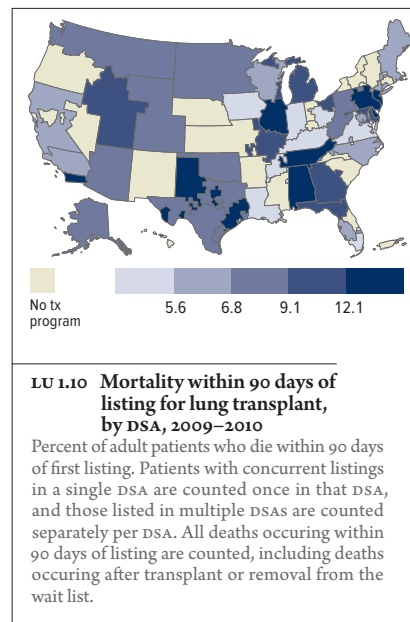 No tx
program
5.6 6.8 9.1 12.1
LU 1.10 Mortality within 90 days of
listing for lung transplant,
by DSA, 2009–2010
Percent of adult patients who die within 90 days
of first listing. Patients with concurrent listings
in a single DSA are counted once in that DSA,
and those listed in multiple DSAs are counted
separately per DSA. All deaths occuring within
90 days of listing are counted, including deaths
occuring after transplant or removal from the
wait list.